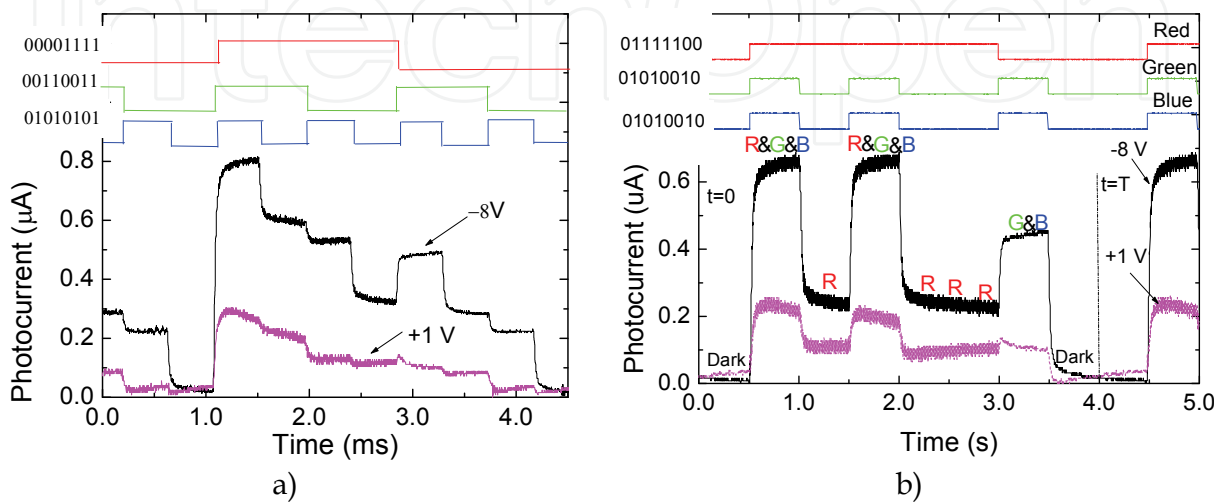 IntechOpen
00001111
00110011
01010101
0.8
0.6
0.4
0.2
0.0
Photocurrent (μA)
−8V
+1 V
0.0 1.0 2.0 3.0 4.0
Time (ms)
a)
01111100
01010010
01010010
Red
Green
Blue
R&G&B R&G&B
0.6
0.4
0.2
0.0
Photocurrent (uA)
t=0
t=T
-8 V
G&B
+1 V
R
R R R
Dark
Dark
0.0 1.0 2.0 3.0 4.0 5.0
Time (s)
b)